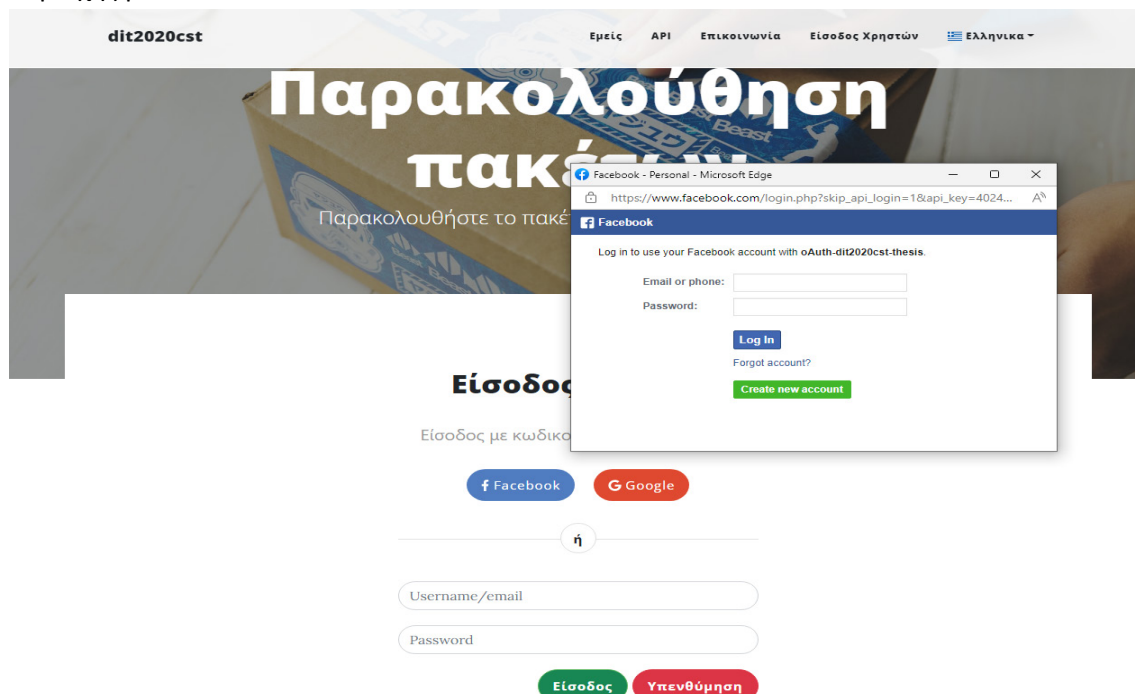 dit2020cst
Εμείς API Επικοινωνία Είσοδος Χρηστών Ελληνικα
Παρακολούθηση
Beast
Facebook - Personal - Microsoft Edge
https://www.facebook.com/login.php?skip_api_login=1&api_key=4024...
Παρακολουθήστε το
Facebook
Log in to use your Facebook account with oAuth-dit2020cst-thesis.
Email or phone:
Password:
Log In
Forgot account?
Create new account
Είσοδος
Είσοδος με
Facebook Google
ή
Username/email
Password
Είσοδος Υπενθύμηση